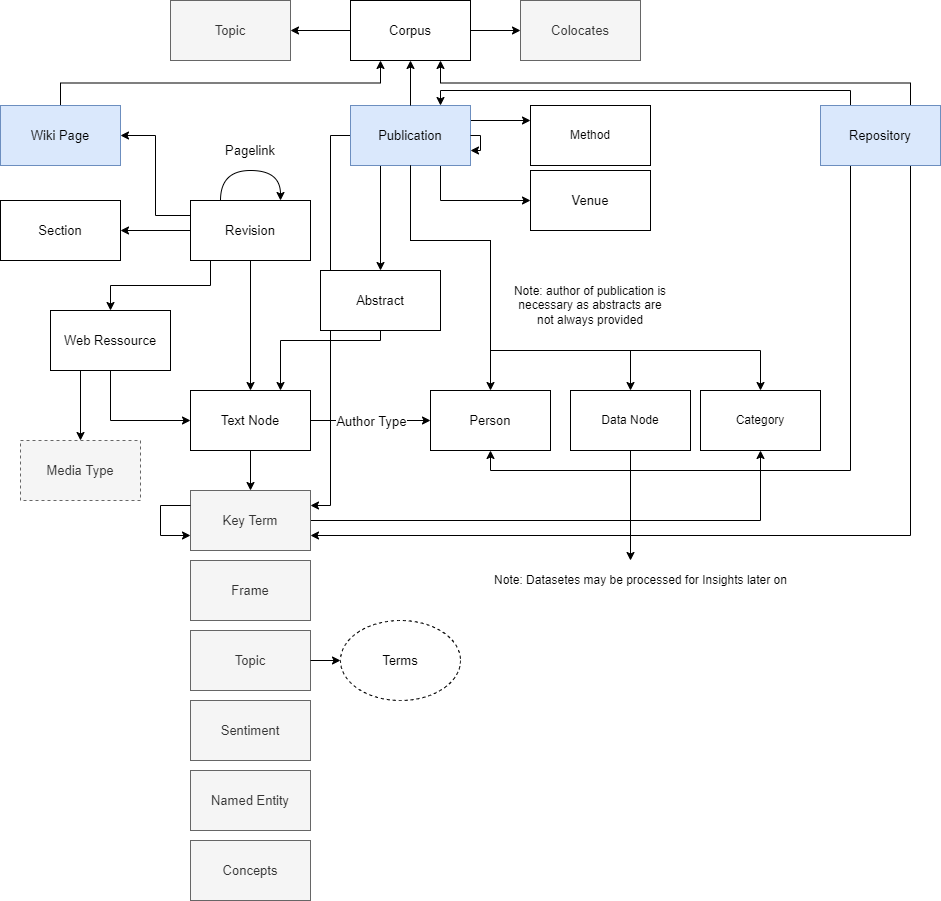 Topic
Corpus
Colocates
Wiki Page
Publication
Method
Repository
Pagelink
Venue
Section
Revision
Abstract
Note: author of publication is
necessary as abstracts are
not always provided
Web Ressource
Text Node
Author Type
Person
Data Node
Category
Media Type
Key Term
Note: Datasetes may be processed for Insights later on
Frame
Topic
Terms
Sentiment
Named Entity
Concepts